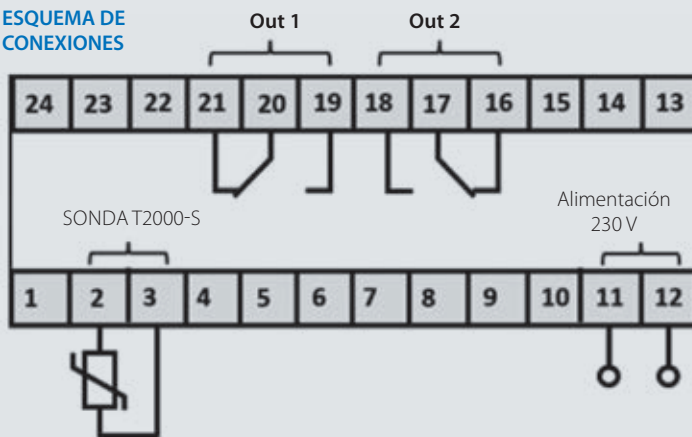 ESQUEMA DE
CONEXIONES
Out 1 Out 2
24 23 22 21 20 19 18 17 16 15 14 13
SONDA T2000-S
Alimentación
230 V
1 2 3 4 5 6 7 8 9 10 11 12